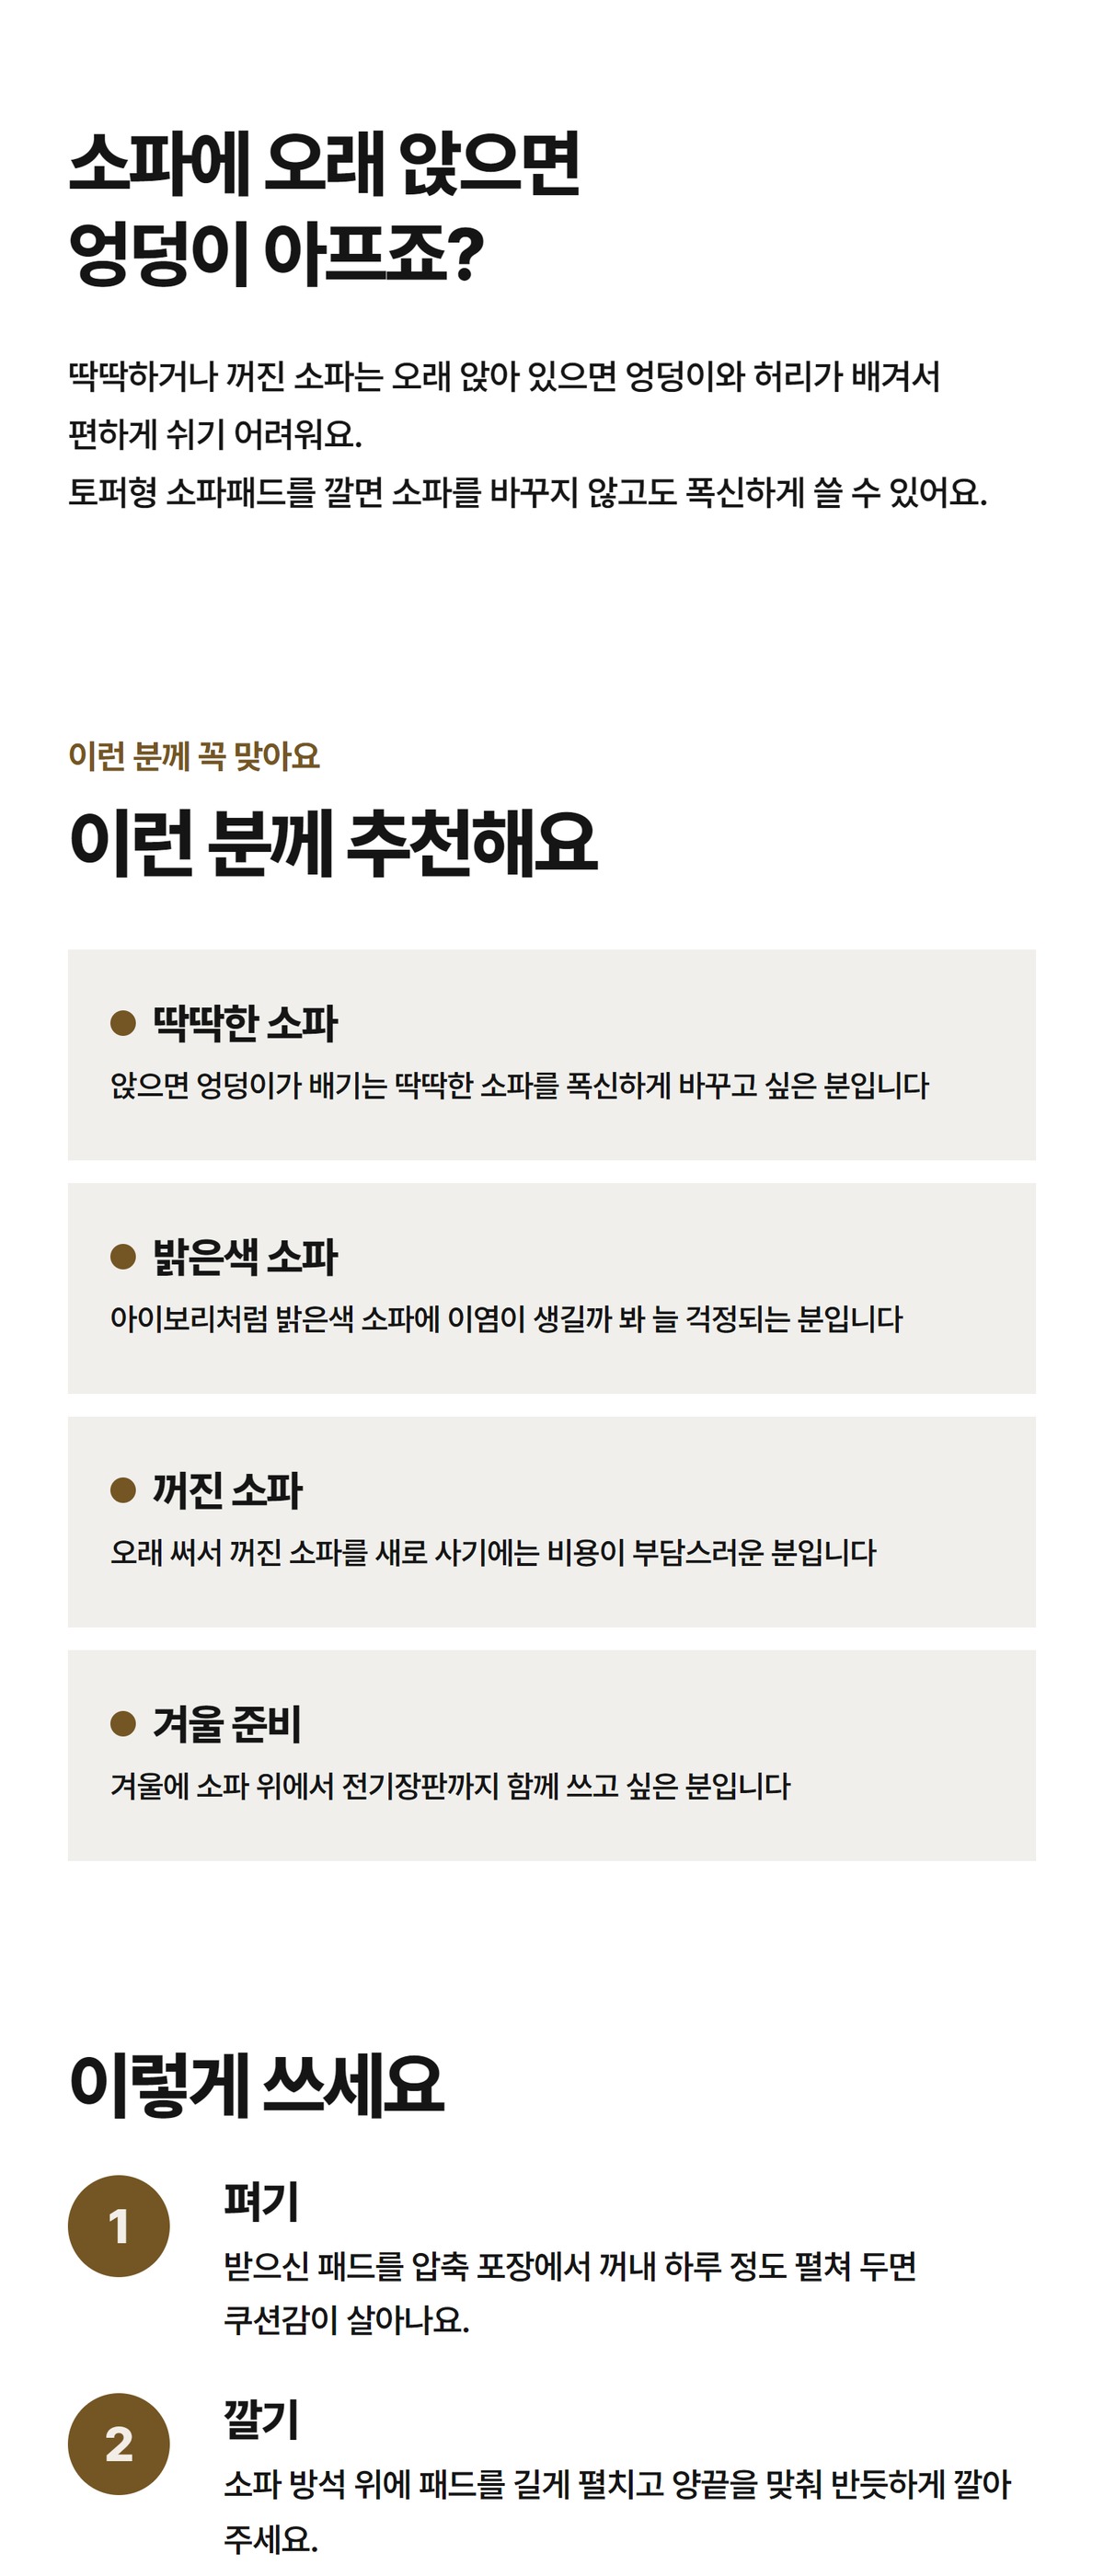 소파에 오래 앉으면
엉덩이 아프죠?
딱딱하거나 꺼진 소파는 오래 앉아 있으면 엉덩이와 허리가 배겨서
편하게 쉬기 어려워요.
토퍼형 소파패드를 깔면 소파를 바꾸지 않고도 폭신하게 쓸 수 있어요.
이런 분께 꼭 맞아요
이런 분께 추천해요
딱딱한 소파
앉으면 엉덩이가 배기는 딱딱한 소파를 폭신하게 바꾸고 싶은 분입니다
밝은색 소파
아이보리처럼 밝은색 소파에 이염이 생길까 봐 늘 걱정되는 분입니다
꺼진 소파
오래 써서 꺼진 소파를 새로 사기에는 비용이 부담스러운 분입니다
겨울 준비
겨울에 소파 위에서 전기장판까지 함께 쓰고 싶은 분입니다
이렇게 쓰세요
1
펴기
받으신 패드를 압축 포장에서 꺼내 하루 정도 펼쳐 두면
쿠션감이 살아나요.
2
깔기
소파 방석 위에 패드를 길게 펼치고 양끝을 맞춰 반듯하게 깔아
주세요.